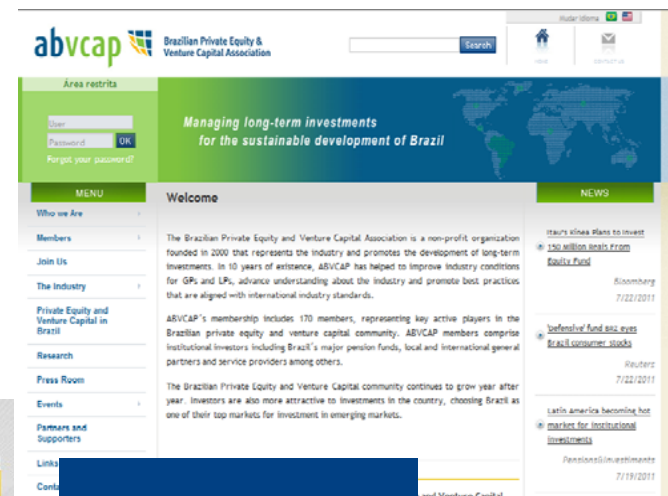 Mudar Idioma
abvcap
Brazilian Private Equity &
Venture Capital Association
Search
HOME
CONTACT US
Area restrita
User
Password
OK
Forgot your password?
Managing long-term investments
for the sustainable development of Brazil
MENU
Who we Are
Members
Join Us
The Industry
Private Equity and
Venture Capital in
Brazil
Research
Press Room
Events
Partners and
Supporters
Links
Conta
Welcome
The Brazilian Private Equity and Venture Capital Association is a non-profit organization
founded in 2000 that represents the industry and promotes the development of long-term
investments. In 10 years of existence, ABVCAP has helped to improve industry conditions
for GPs and LPs, advance understanding about the industry and promote best practices
that are aligned with international industry standards.
ABVCAP´s membership includes 170 members, representing key active players in the
Brazilian private equity and venture capital community. ABVCAP members comprise
institutional investors including Brazil´s major pension funds, local and international general
partners and service providers among others.
The Brazilian Private Equity and Venture Capital community continues to grow year after
year. Investors are also more attractive to investments in the country, choosing Brazil as
one of their top markets for investment in emerging markets.
and Venture Capital
NEWS
Itau's Kinea Plans to Invest
150 Million Reais From
Equity Fund
Bloomberg
7/22/2011
'Defensive' fund BRZ eyes
Brazil consumer stocks
Reuters
7/22/2011
Latin America becoming hot
market for institutional
investments
Pensions&Investiments
7/19/2011